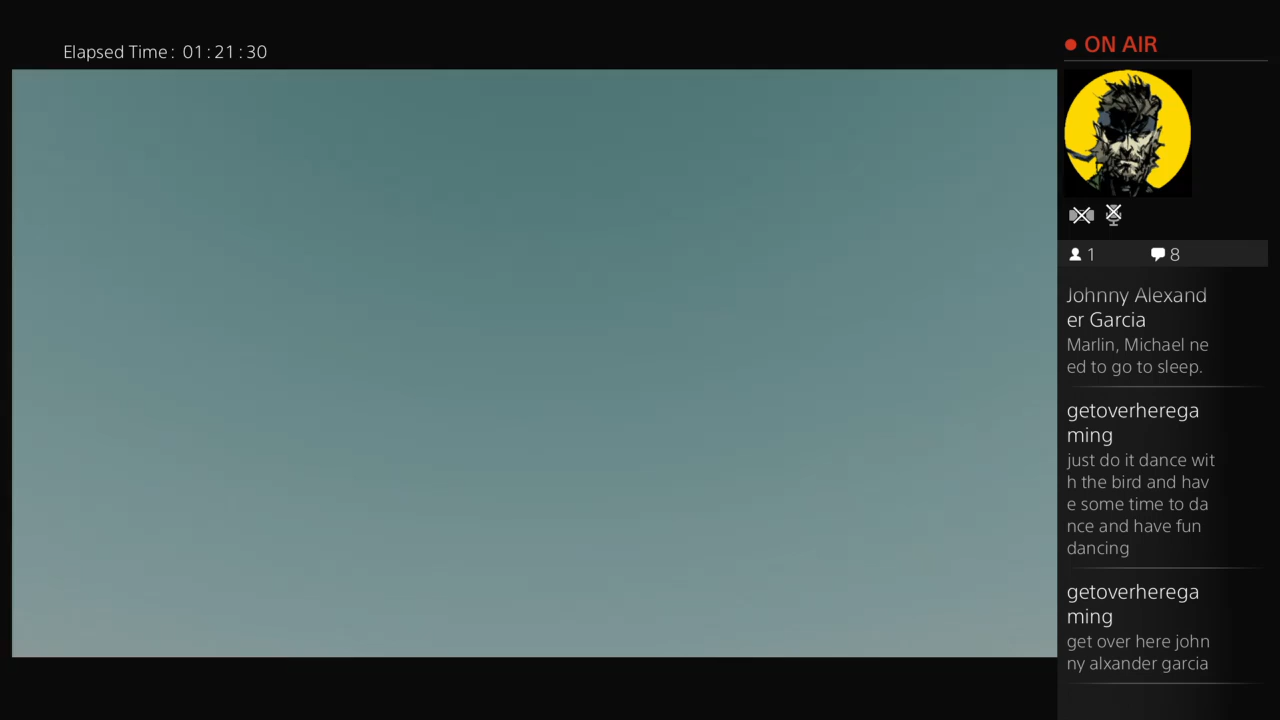 Elapsed Time: 01:21:30
ON AIR
1 8
Johnny Alexand
er Garcia
Marlin, Michael ne
ed to go to sleep.
getoverherega
ming
just do it dance wit
h the bird and hav
e some time to da
nce and have fun
dancing
getoverherega
ming
get over here john
ny alxander garcia